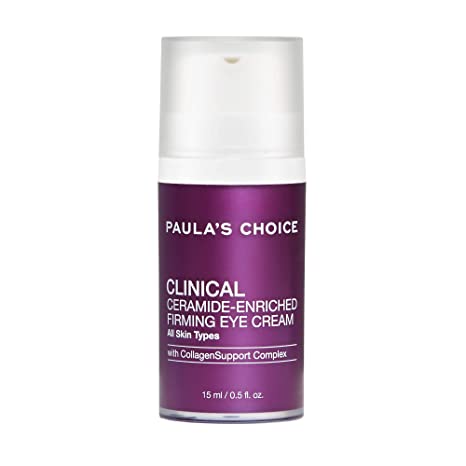 PAULA'S CHOICE
CLINICAL
CERAMIDE-ENRICHED
FIRMING EYE CREAM
All Skin Types
with CollagenSupport Complex
15 ml / 0.5 fl. oz.